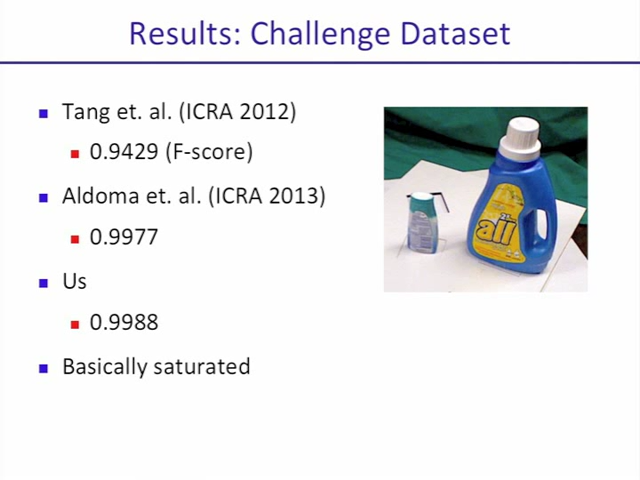 Results: Challenge Dataset
Tang et. al. (ICRA 2012)
0.9429 (F-score)
Aldoma et. al. (ICRA 2013)
0.9977
Us
0.9988
Basically saturated
2x
all